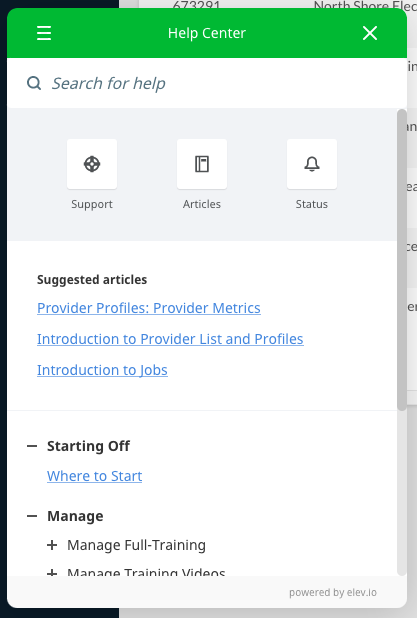 673291 North Shore Elec
Help Center
Search for help
Support Articles Status
Suggested articles
Provider Profiles: Provider Metrics
Introduction to Provider List and Profiles
Introduction to Jobs
Starting Off
Where to Start
Manage
Manage Full-Training
Manage Training Videos
powered by elev.io